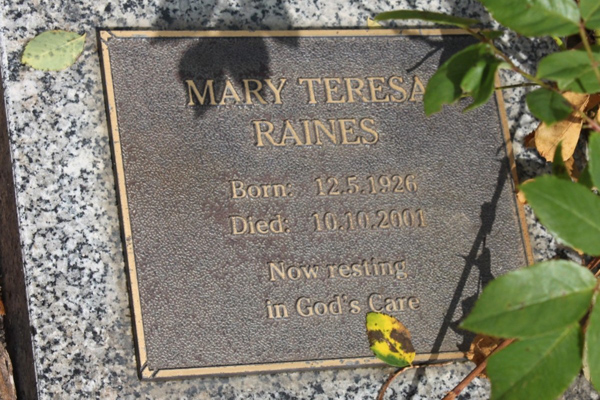 MARY TERESA
RAINES
Born: 12.5.1926
Died: 10.10.2001
Now resting
in God's Care